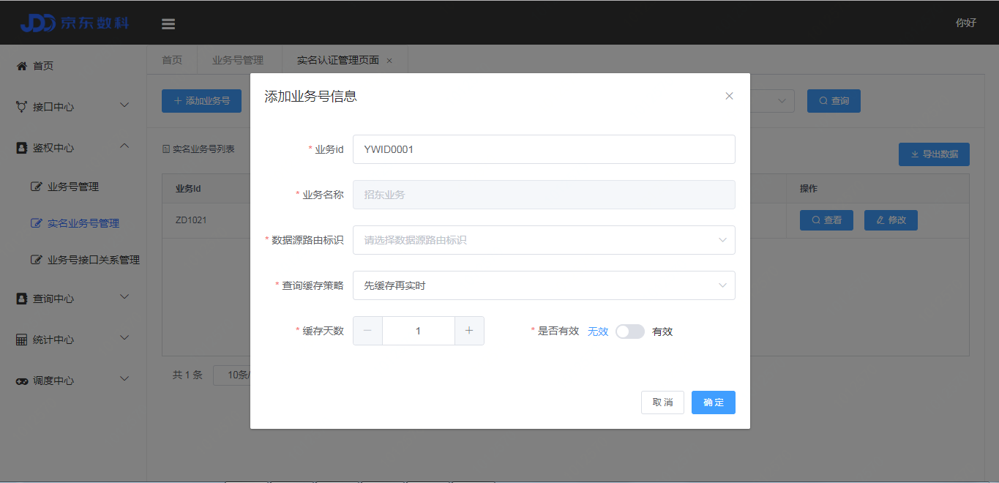 JDD 京东数科
你好
首页
接口中心
鉴权中心
业务号管理
实名业务号管理
业务号接口关系管理
查询中心
统计中心
调度中心
首页 业务号管理 实名认证管理页面 ×
+ 添加业务号
查询
实名业务号列表
导出数据
业务Id 操作
ZD1021 查看 修改
共 1 条 10条/
添加业务号信息
* 业务id YWID0001
* 业务名称 招东业务
* 数据源路由标识 请选择数据源路由标识
* 查询缓存策略 先缓存再实时
* 缓存天数 − 1 + * 是否有效 无效 有效
取消 确定